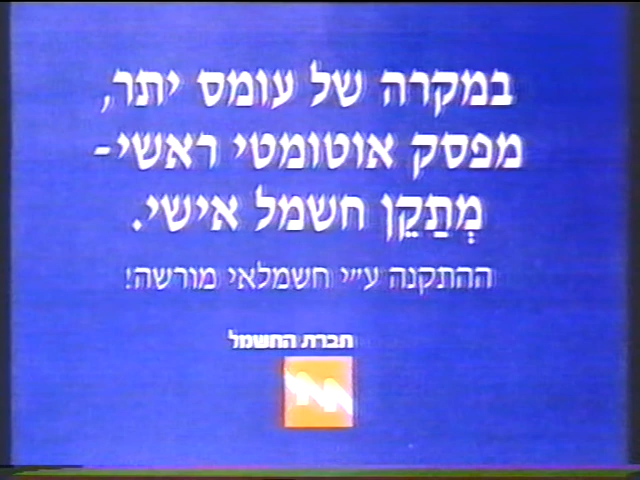 במקרה של עומס יתר,
מפסק אוטומטי ראשי-
מְתַקֵן חשמל אישי.
ההתקנה ע״י חשמלאי מורשה!
חברת החשמל